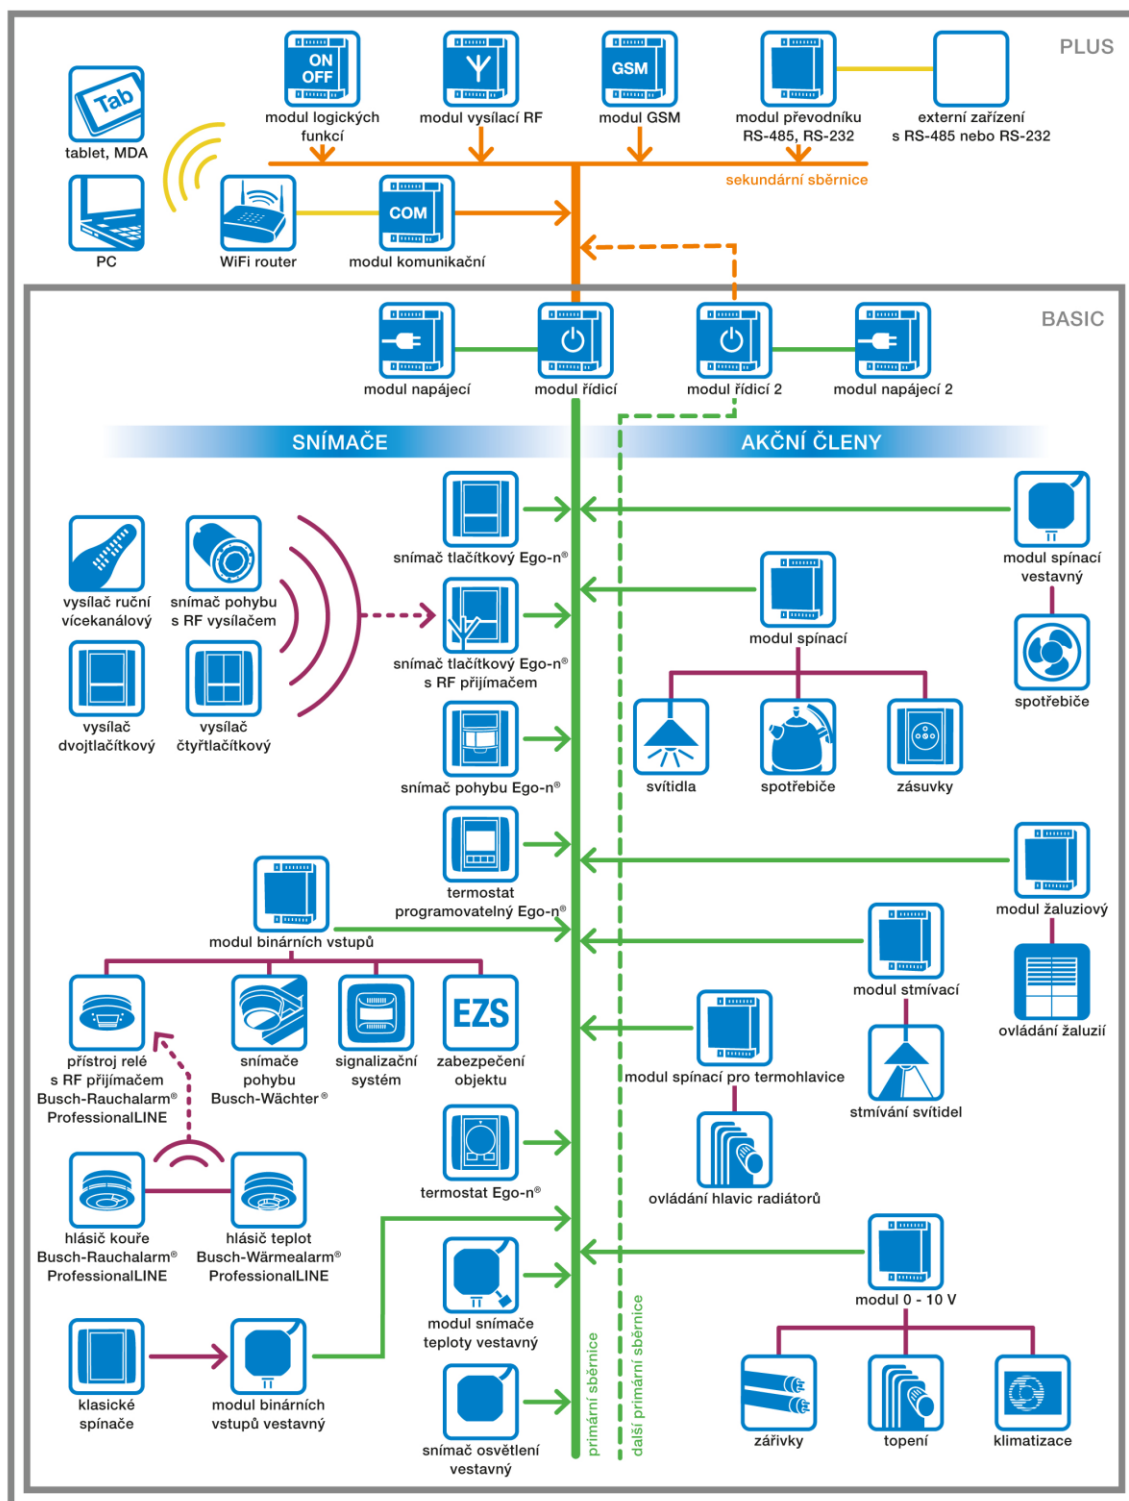 PLUS
ON
OFF
GSM
Tab
modul logických
funkcí
modul vysílací RF
modul GSM
modul převodníku
RS-485, RS-232
externí zařízení
s RS-485 nebo RS-232
tablet, MDA
sekundární sběrnice
COM
PC
WiFi router
modul komunikační
BASIC
modul napájecí
modul řídicí
modul řídicí 2
modul napájecí 2
SNÍMAČE
AKČNÍ ČLENY
snímač tlačítkový Ego-n®
modul spínací
vestavný
vysílač ruční
vícekanálový
snímač pohybu
s RF vysílačem
modul spínací
snímač tlačítkový Ego-n®
s RF přijímačem
spotřebiče
vysílač
dvojtlačítkový
vysílač
čtyřtlačítkový
snímač pohybu Ego-n®
svítidla
spotřebiče
zásuvky
termostat
programovatelný Ego-n®
modul žaluziový
modul binárních vstupů
modul stmívací
EZS
ovládání žaluzií
přístroj relé
s RF přijímačem
Busch-Rauchalarm®
ProfessionalLINE
snímače
pohybu
Busch-Wächter®
signalizační
systém
zabezpečení
objektu
modul spínací pro termohlavice
stmívání svítidel
termostat Ego-n®
ovládání hlavic radiátorů
hlásič kouře
Busch-Rauchalarm®
ProfessionalLINE
hlásič teplot
Busch-Wärmealarm®
ProfessionalLINE
modul 0 - 10 V
modul snímače
teploty vestavný
primární sběrnice
další primární sběrnice
klasické
spínače
modul binárních
vstupů vestavný
snímač osvětlení
vestavný
zářivky
topení
klimatizace